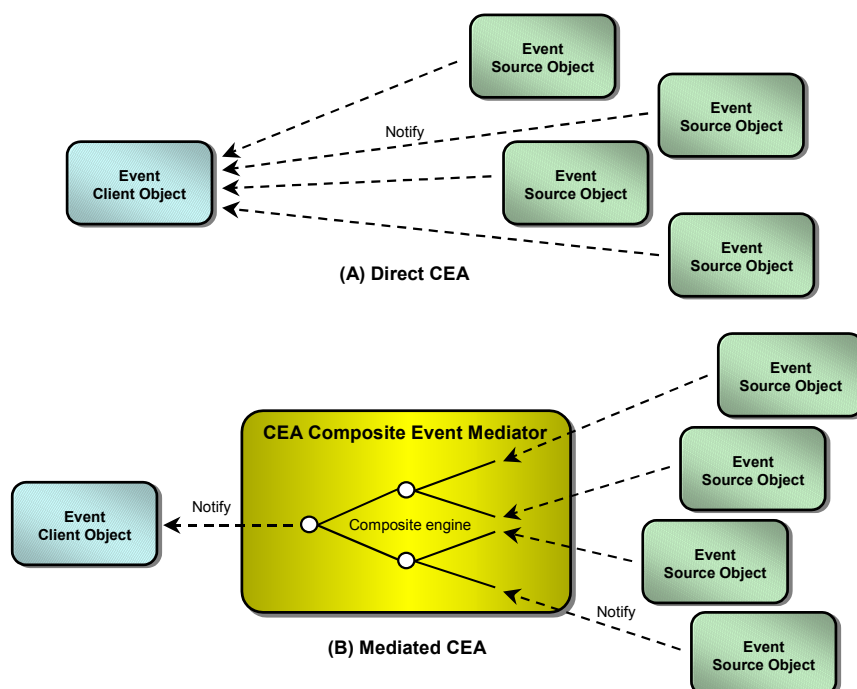 Event
Source Object
Event
Source Object
Notify
Event
Client Object
Event
Source Object
Event
Source Object
(A) Direct CEA
Event
Source Object
CEA Composite Event Mediator
Event
Source Object
Notify
Event
Client Object
Composite engine
Event
Source Object
Notify
Event
Source Object
(B) Mediated CEA